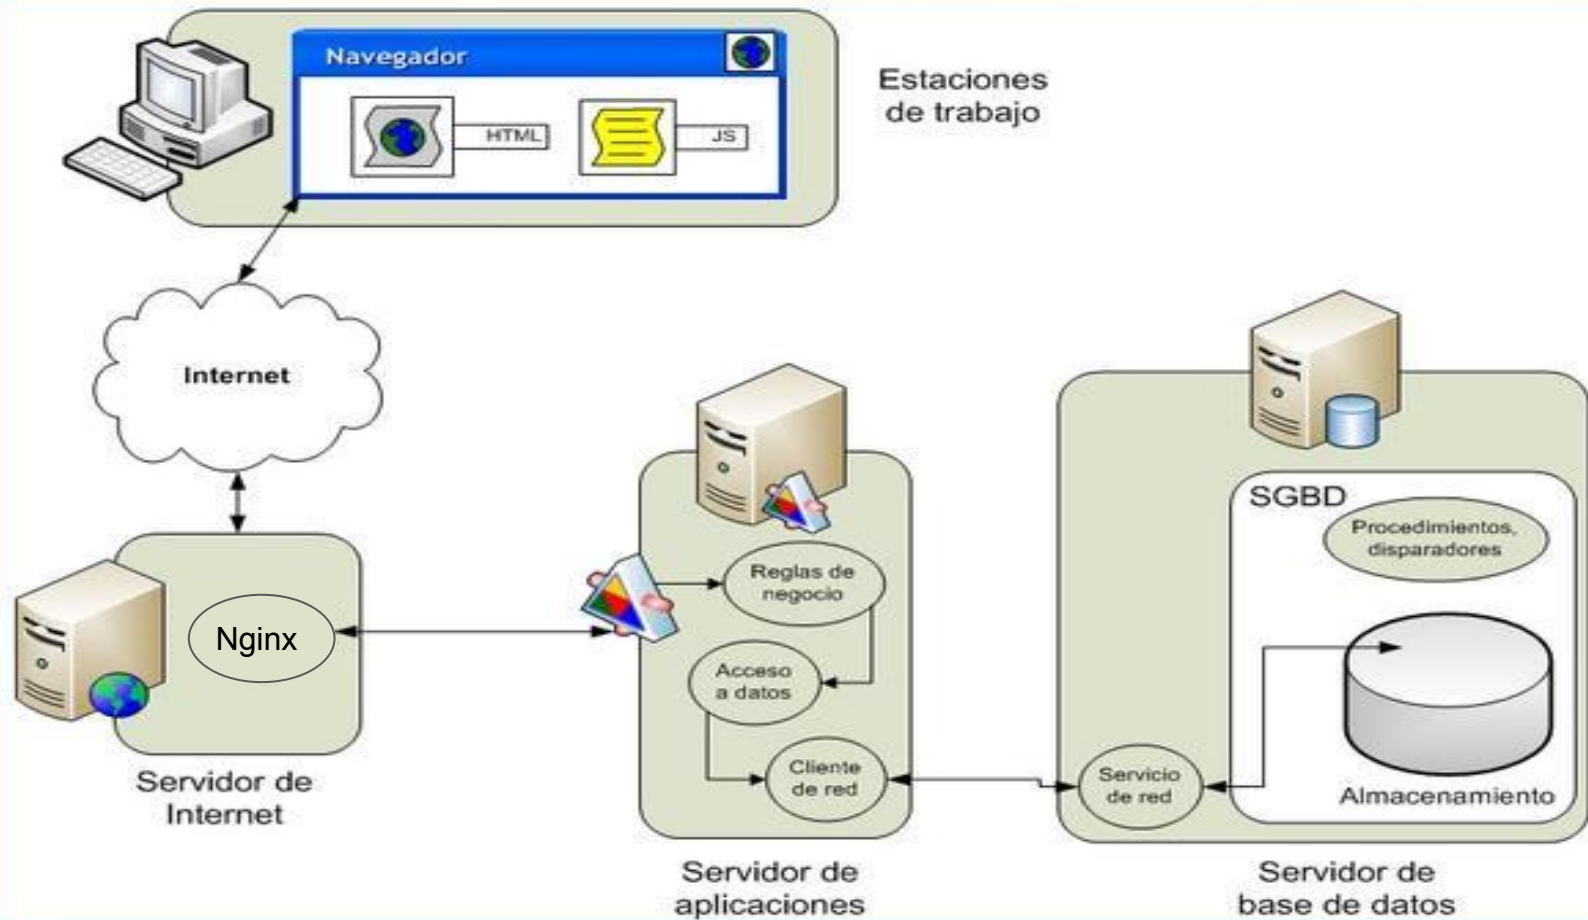 Navegador
HTML
JS
Estaciones
de trabajo
Internet
Nginx
Servidor de
Internet
Reglas de
negocio
Acceso
a datos
Cliente
de red
Servidor de
aplicaciones
SGBD
Procedimientos,
disparadores
Servicio
de red
Almacenamiento
Servidor de
base de datos